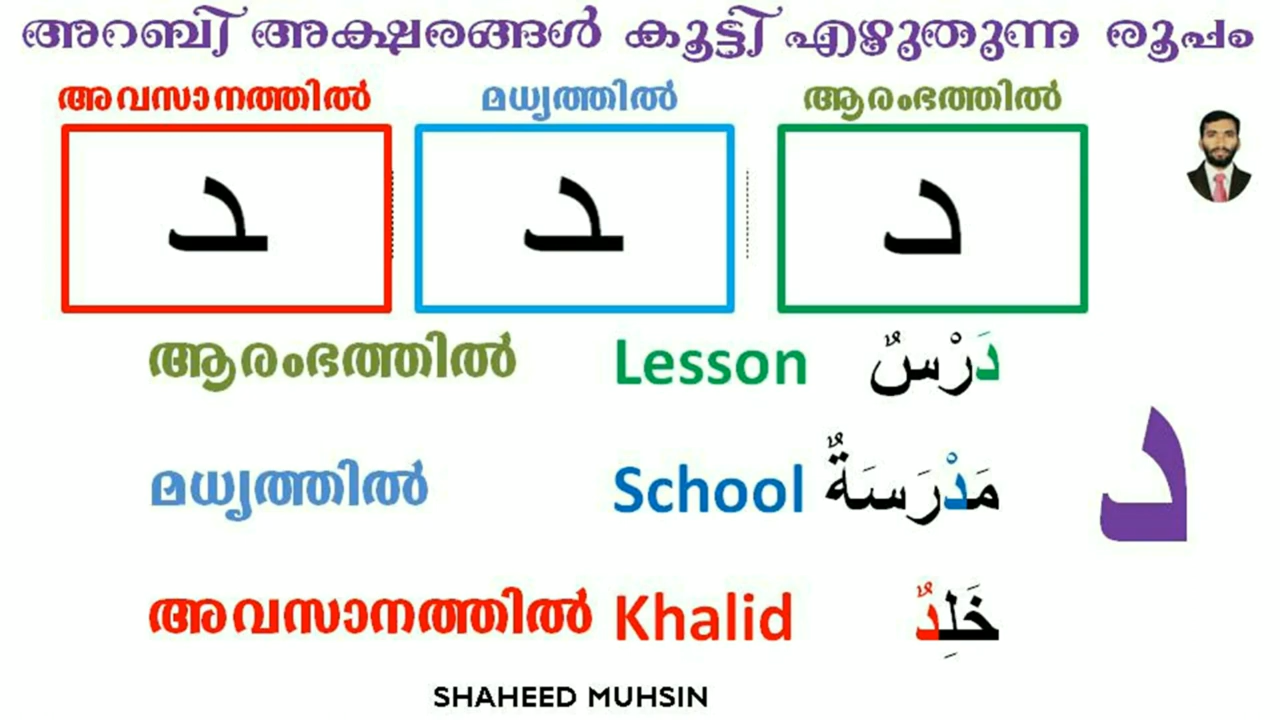 അറബി അക്ഷരങ്ങൾ കൂട്ടി എഴുതുന്ന രൂപം
അവസാനത്തിൽ മധ്യത്തിൽ ആരംഭത്തിൽ
ـد ـد د
ആരംഭത്തിൽ Lesson دَرْسٌ
മധ്യത്തിൽ School مَدْرَسَةٌ
د
അവസാനത്തിൽ Khalid خَلِدٌ
SHAHEED MUHSIN